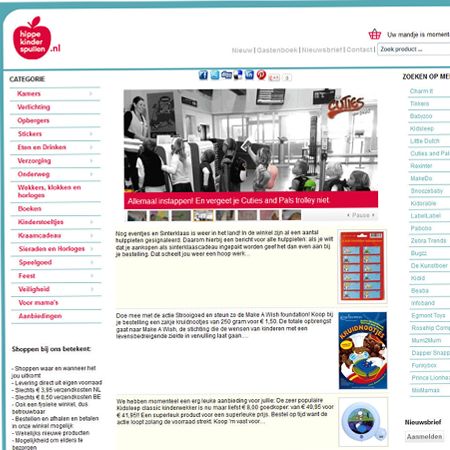 hippe
kinder
spullen
.nl
Uw mandje is moment
Nieuw | Gastenboek | Nieuwsbrief | Contact |
Zoek product ...
CATEGORIE
Kamers
Verlichting
Opbergers
Stickers
Eten en Drinken
Verzorging
Onderweg
Wekkers, klokken en
horloges
Boeken
Kinderstoeltjes
Kraamcadeau
Sieraden en Horloges
Speelgoed
Feest
Veiligheid
Voor mama's
Aanbiedingen
Shoppen bij ons betekent:
- Shoppen waar en wanneer het
jou uitkomt
- Levering direct uit eigen voorraad
- Slechts € 3,95 verzendkosten NL
- Slechts € 8,50 verzendkosten BE
- Ook een fysieke winkel, dus
betrouwbaar
- Bestellen en afhalen en betalen
in onze winkel mogelijk
- Wekelijks nieuwe producten
- Mogelijkheid om elders te
bezorgen
CUTIES
Allemaal instappen! En vergeet je Cuties and Pals trolley niet.
Pause
Nog eventjes en Sinterklaas is weer in het land! In de winkel zijn al een aantal
hulppieten gesignaleerd. Daarom hierbij een bericht voor alle hulppieten: als je wilt
dat je aankopen als sinterklaascadeau ingepakt worden geef het dan even aan bij
je bestelling. Dat scheelt jou weer een hoop werk...
Doe mee met de actie Strooigoed en steun zo de Make A Wish foundation! Koop bij
je bestelling een zakje kruidnootjes van 250 gram voor € 1,50. De totale opbrengst
gaat naar Make A Wish, de stichting die de wensen van kinderen met een
levensbedreigende ziekte in vervulling laat gaan....
KRUIDNOOTJES
We hebben momenteel een erg leuke aanbieding voor jullie: De zeer populaire
Kidsleep classic kinderwekker is nu maar liefst € 8,00 goedkoper: van € 49,95 voor
€ 41,95!! Een superleuk product voor een superleuke prijs. Bestel op tijd want de
actie loopt zolang de voorraad strekt. Koop 'm vast voor...
ZOEKEN OP ME
Charm It
Trixiers
Babyzoo
Kidsleep
Little Dutch
Cuties and Pals
Rexinter
MakeDo
Snoozebaby
Kidorable
LabelLabel
Pabobo
Zebra Trends
Bugzz
De Kunstboer
Kidid
Beaba
Infoband
Egmont Toys
Rosahip Comp
Mum2Mum
Dapper Snapp
Funkybox
Prince Lionhea
Miollamas
Nieuwsbrief
Aanmelden